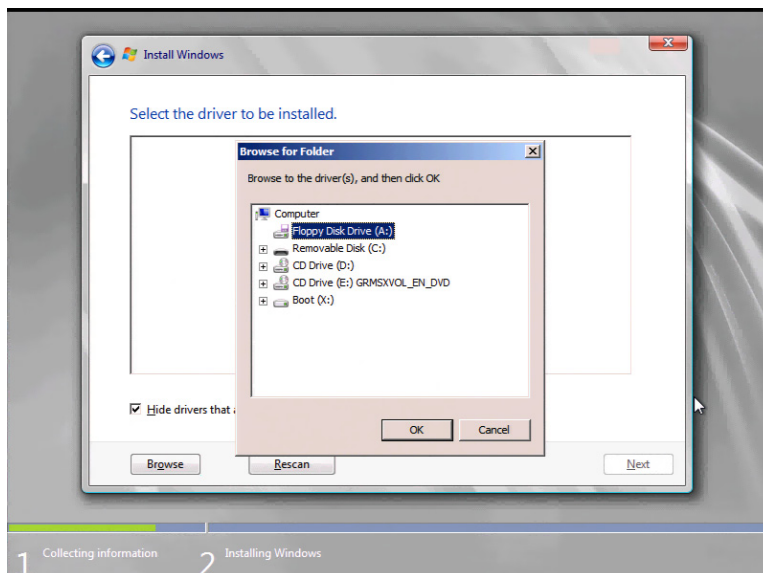 Install Windows
Select the driver to be installed.
Browse for Folder
Browse to the driver(s), and then click OK
Computer
Floppy Disk Drive (A:)
Removable Disk (C:)
CD Drive (D:)
CD Drive (E:) GRMSXVOL_EN_DVD
Boot (X:)
Hide drivers that
OK Cancel
Browse Rescan Next
1 Collecting information 2 Installing Windows